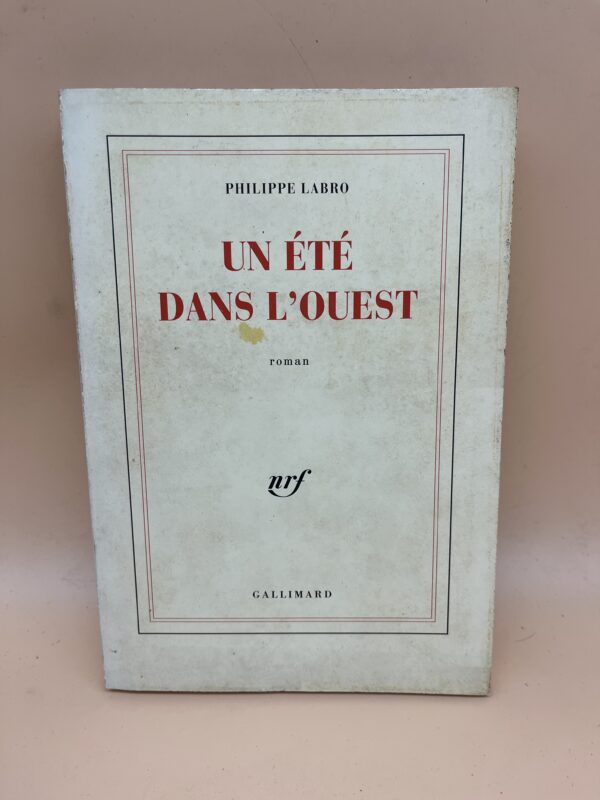 PHILIPPE LABRO
UN ÉTÉ
DANS L'OUEST
roman
nrf
GALLIMARD